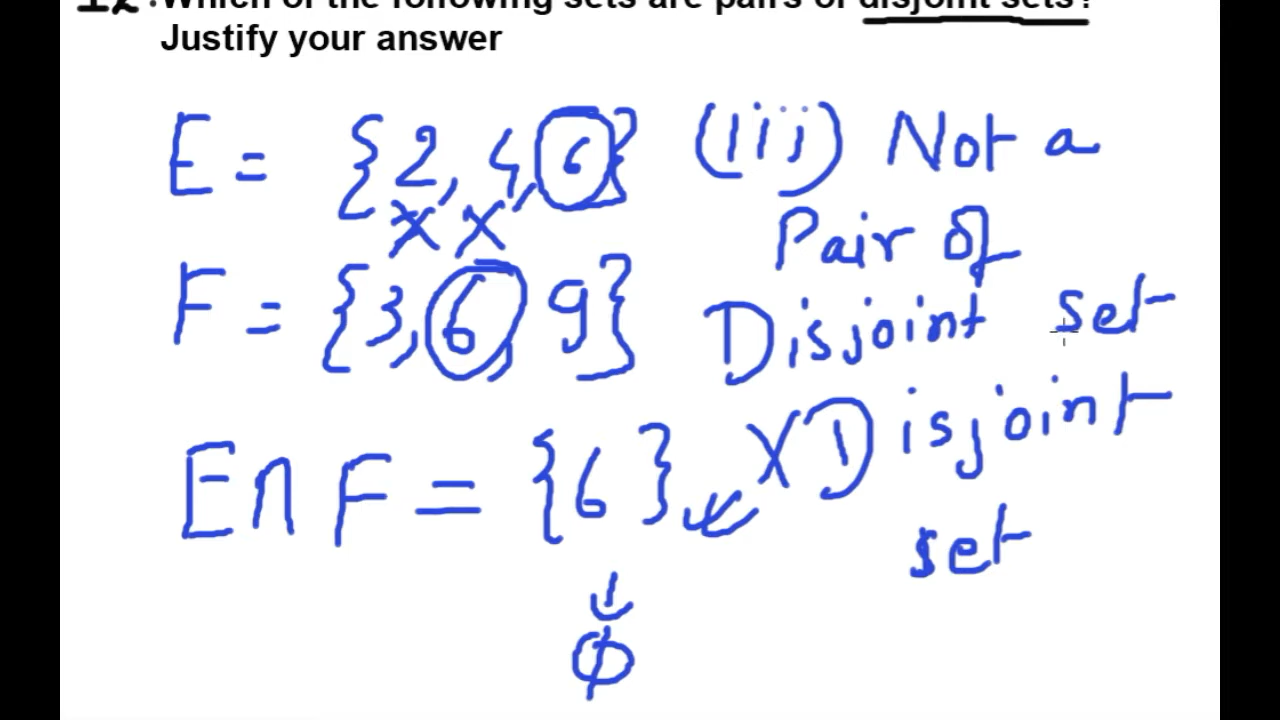 12. Which of the following sets are pairs of disjoint sets?
Justify your answer
E = {2, 4, 6} (iii) Not a
x x
Pair of
F = {3, 6, 9} Disjoint set
E∩F = {6} X Disjoint
set
↓
φ